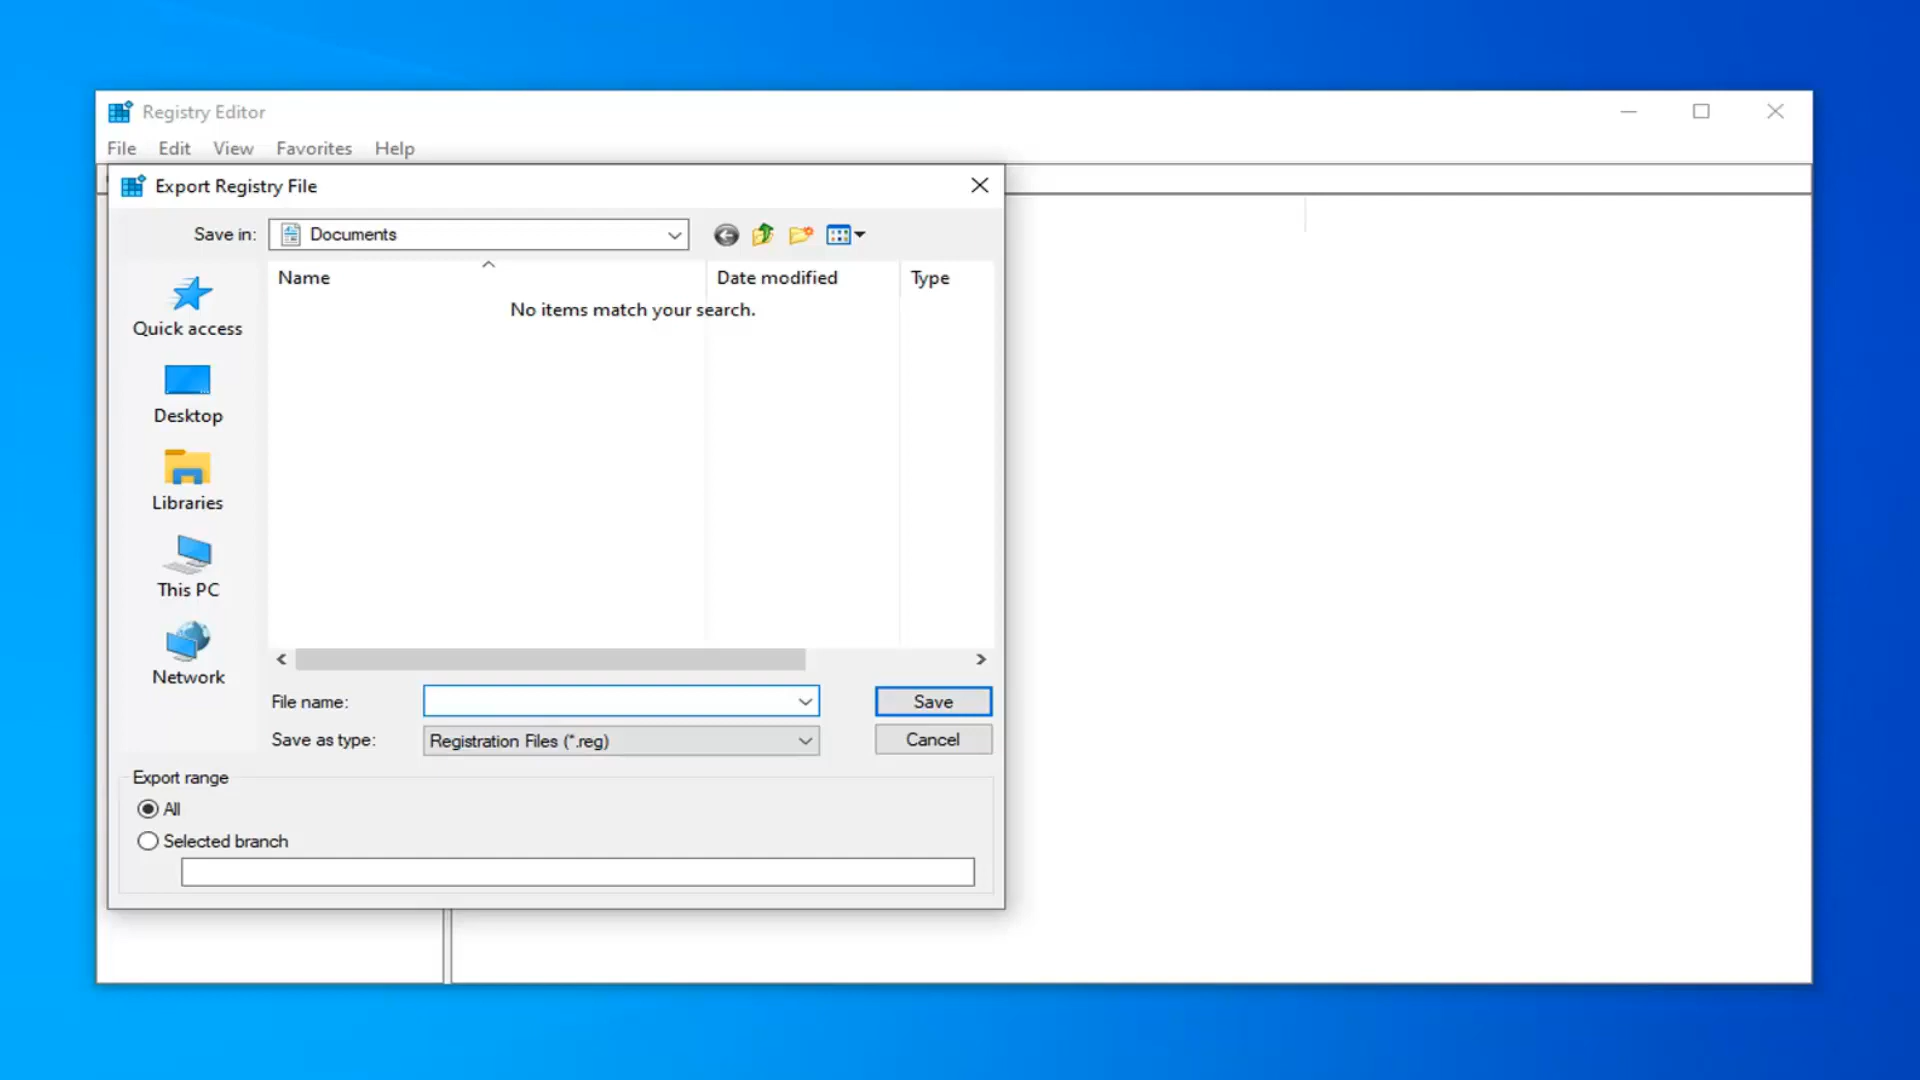 Registry Editor
File Edit View Favorites Help
Export Registry File
Save in: Documents
Name Date modified Type
No items match your search.
Quick access
Desktop
Libraries
This PC
Network
File name: Save
Save as type: Registration Files (*.reg) Cancel
Export range
All
Selected branch